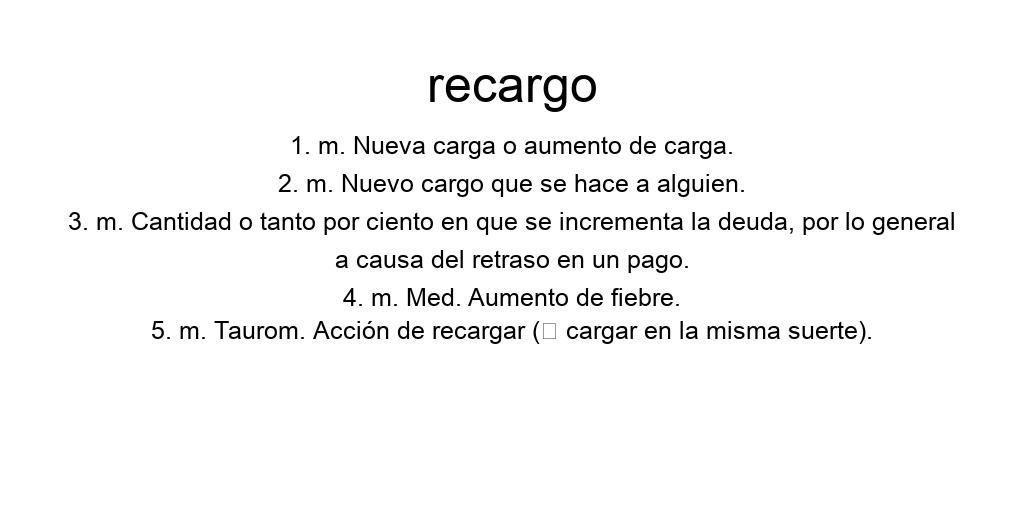 recargo
1. m. Nueva carga o aumento de carga.
2. m. Nuevo cargo que se hace a alguien.
3. m. Cantidad o tanto por ciento en que se incrementa la deuda, por lo general
a causa del retraso en un pago.
4. m. Med. Aumento de fiebre.
5. m. Taurom. Acción de recargar (□ cargar en la misma suerte).